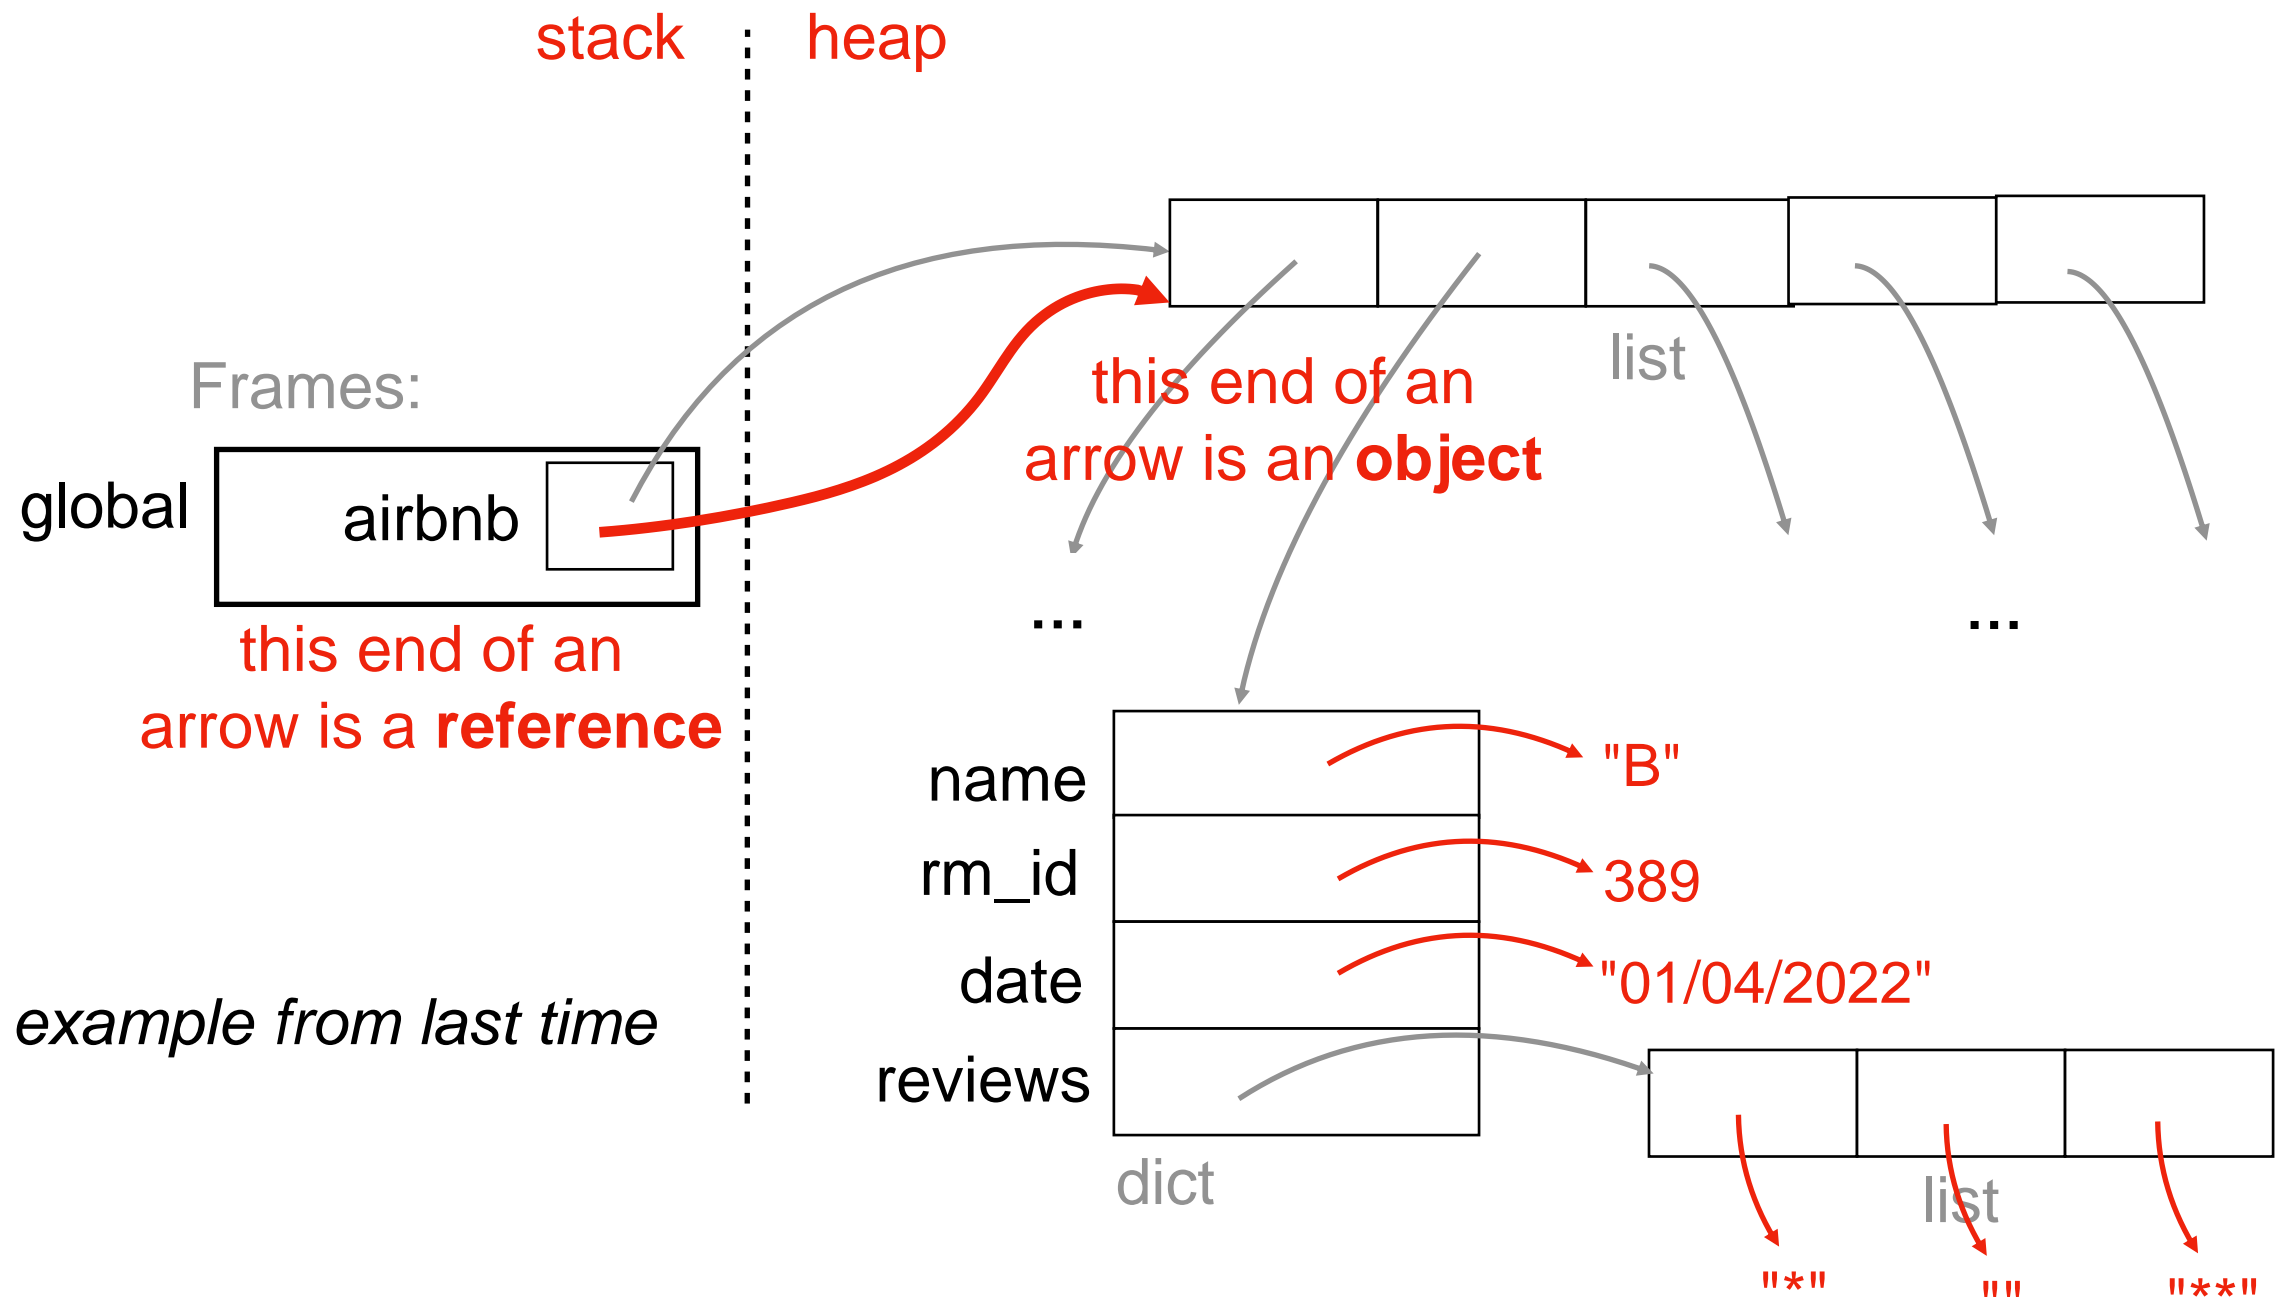 stack
heap
list
Frames:
this end of an
arrow is an object
global
airbnb
...
...
this end of an
arrow is a reference
name
"B"
rm_id
389
date
"01/04/2022"
example from last time
reviews
dict
list
"*"
""
"**"